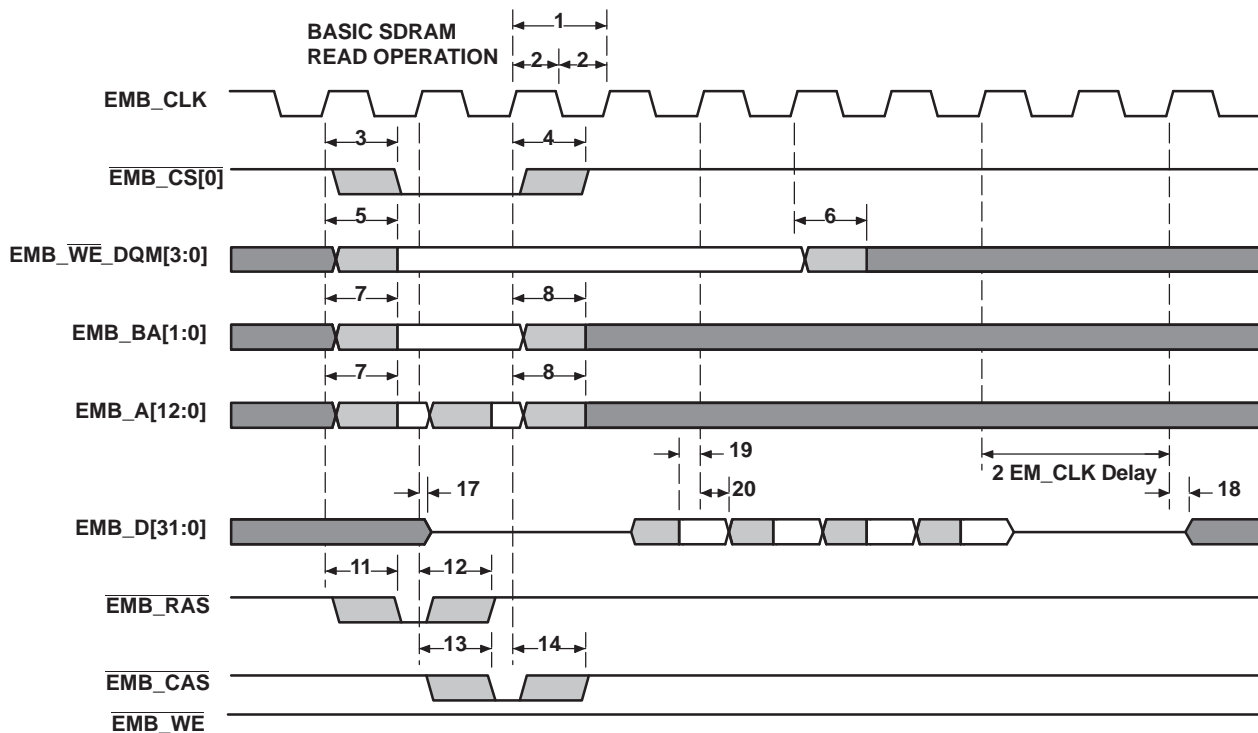 1
BASIC SDRAM
READ OPERATION
2 2
EMB_CLK
3 4
EMB_CS[0]
5 6
EMB_WE_DQM[3:0]
7 8
EMB_BA[1:0]
7 8
EMB_A[12:0]
19
2 EM_CLK Delay
17 20 18
EMB_D[31:0]
11 12
EMB_RAS
13 14
EMB_CAS
EMB_WE